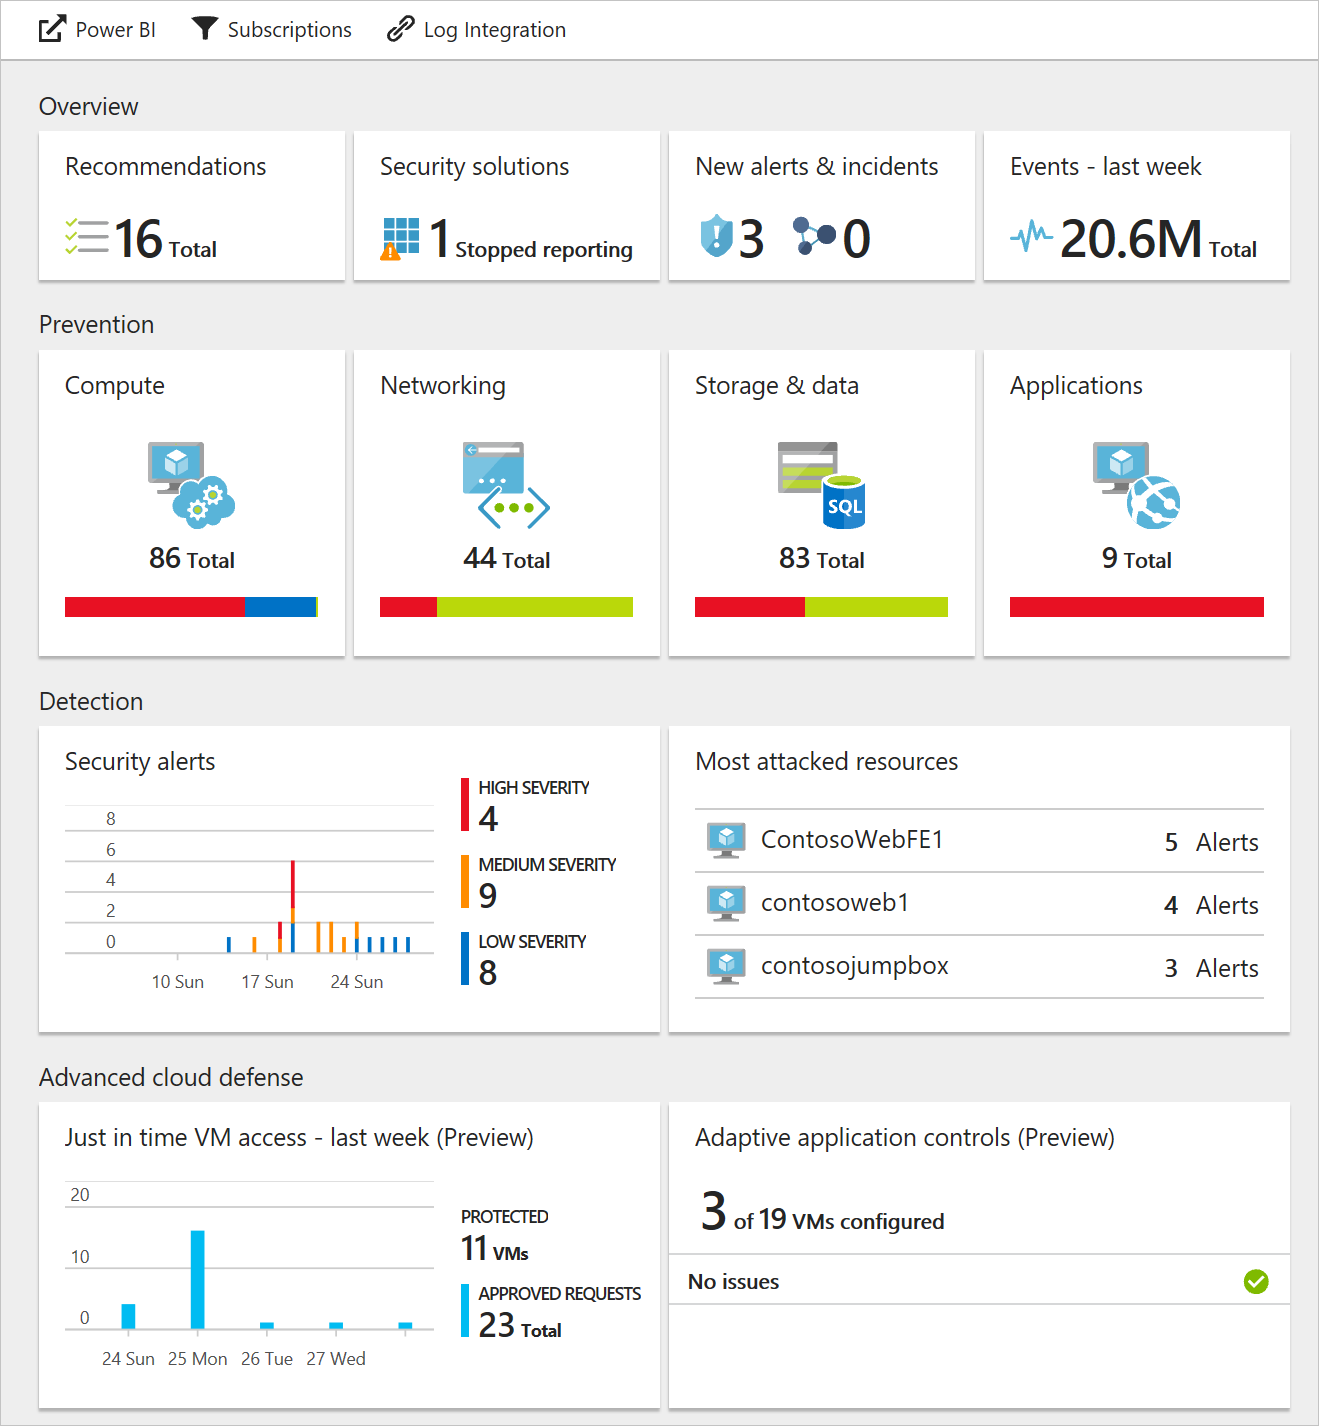 Power BI
Subscriptions
Log Integration
Overview
Recommendations
16 Total
Security solutions
1 Stopped reporting
New alerts & incidents
3
0
Events - last week
20.6M Total
Prevention
Compute
86 Total
Networking
44 Total
Storage & data
SQL
83 Total
Applications
9 Total
Detection
Security alerts
8
6
4
2
0
10 Sun
17 Sun
24 Sun
HIGH SEVERITY
4
MEDIUM SEVERITY
9
LOW SEVERITY
8
Most attacked resources
ContosoWebFE1 5 Alerts
contosoweb1 4 Alerts
contosojumpbox 3 Alerts
Advanced cloud defense
Just in time VM access - last week (Preview)
20
10
0
24 Sun
25 Mon
26 Tue
27 Wed
PROTECTED
11 VMs
APPROVED REQUESTS
23 Total
Adaptive application controls (Preview)
3 of 19 VMs configured
No issues